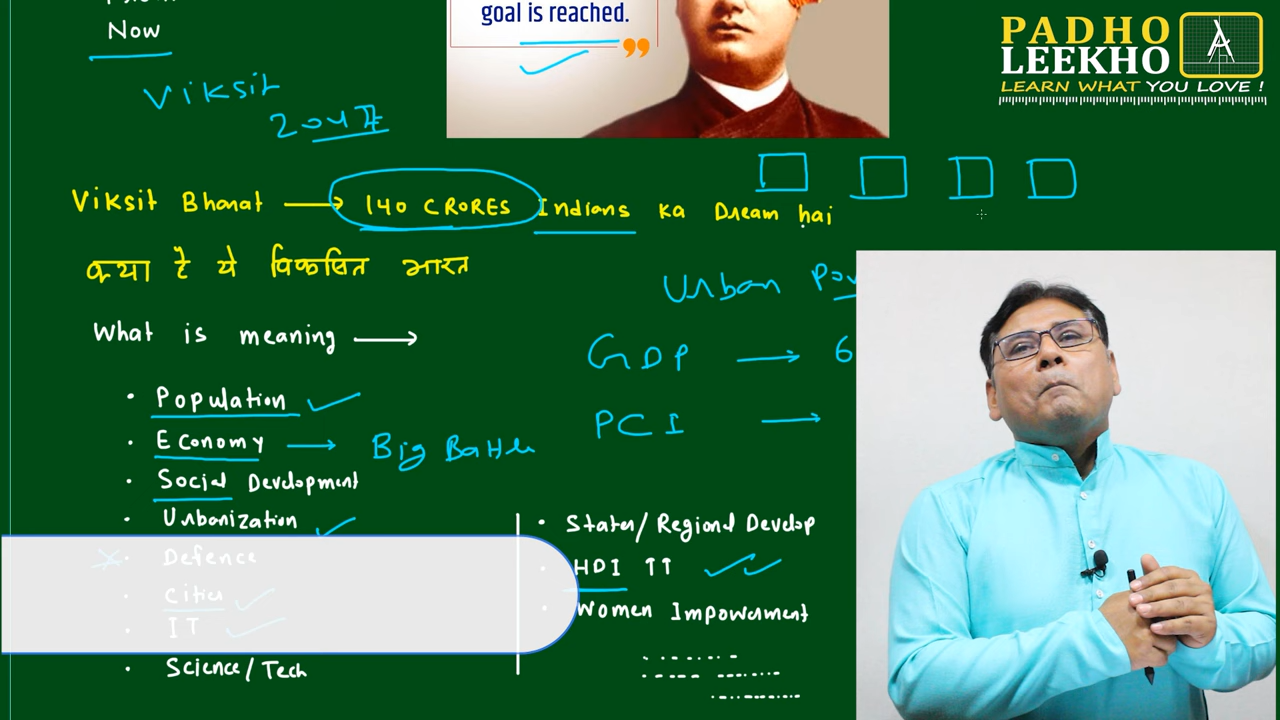 Now
goal is reached.
”
PADHO
LEEKHO
LEARN WHAT YOU LOVE !
Viksit
2047
Viksit Bharat → 140 CRORES Indians ka Dream hai
क्या है ये विकसित भारत
Urban
What is meaning →
GDP → 6
PCI →
• Population
• Economy → Big Battle
• Social Development
• Urbanization
• Defence
• Cities
• IT
• Science/Tech
• States/Regional Develop
• HDI ↑↑
• Women Impowerment